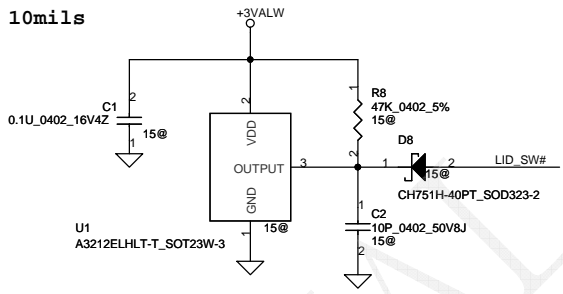 10mils
+3VALW
2
C1
0.1U_0402_16V4Z
1
15@
2
VDD
OUTPUT
3
GND
1
15@
U1
A3212ELHLT-T_SOT23W-3
1
R8
47K_0402_5%
15@
2
D8
1
2
LID_SW#
15@
CH751H-40PT_SOD323-2
1
C2
10P_0402_50V8J
15@
2